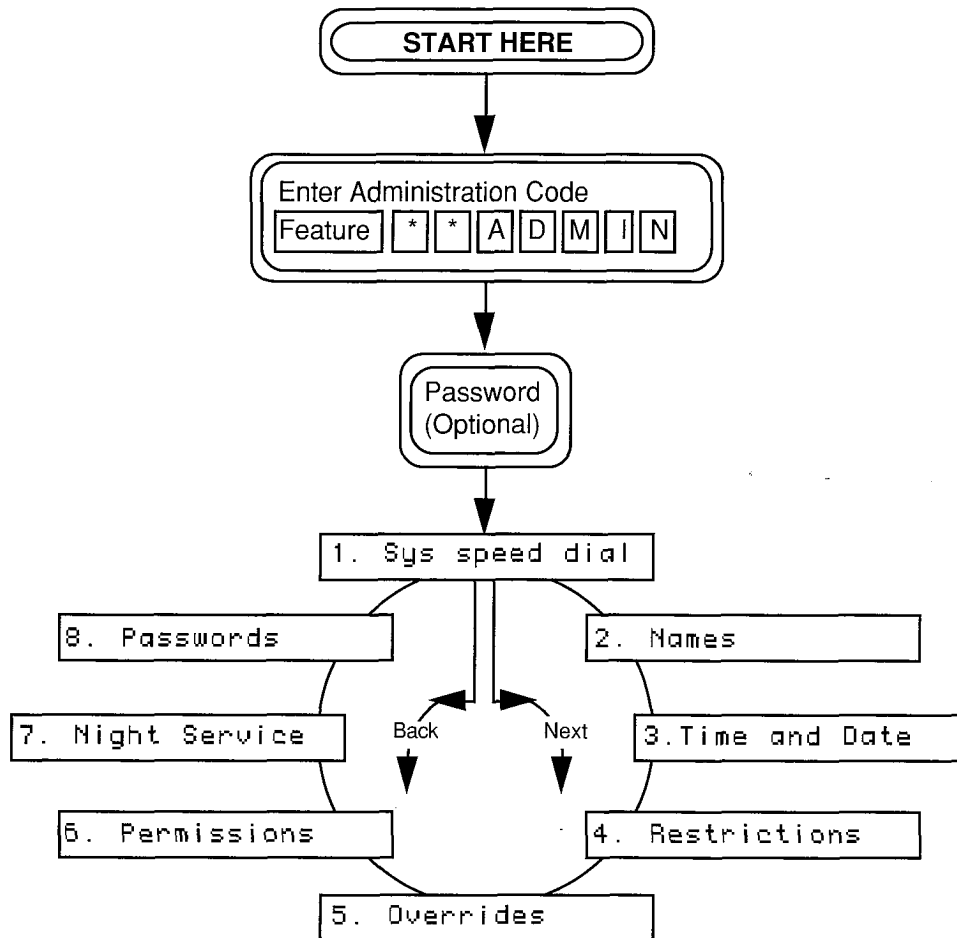 START HERE
Enter Administration Code
Feature * * A D M I N
Password
(Optional)
1. Sys speed dial
8. Passwords
2. Names
7. Night Service
Back
Next
3.Time and Date
6. Permissions
4. Restrictions
5. Overrides